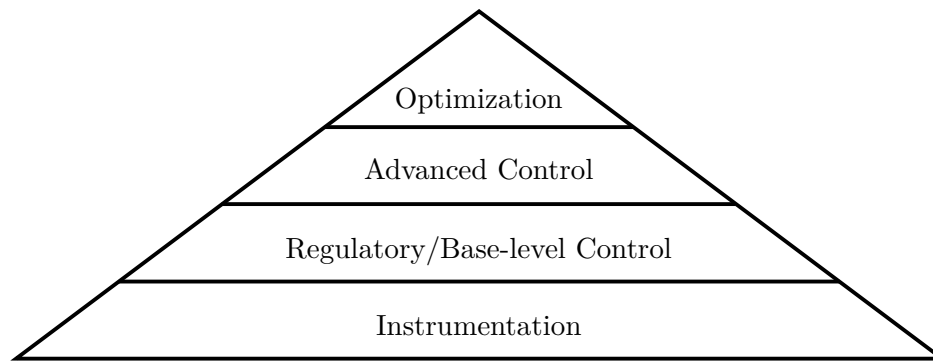 Optimization
Advanced Control
Regulatory/Base-level Control
Instrumentation